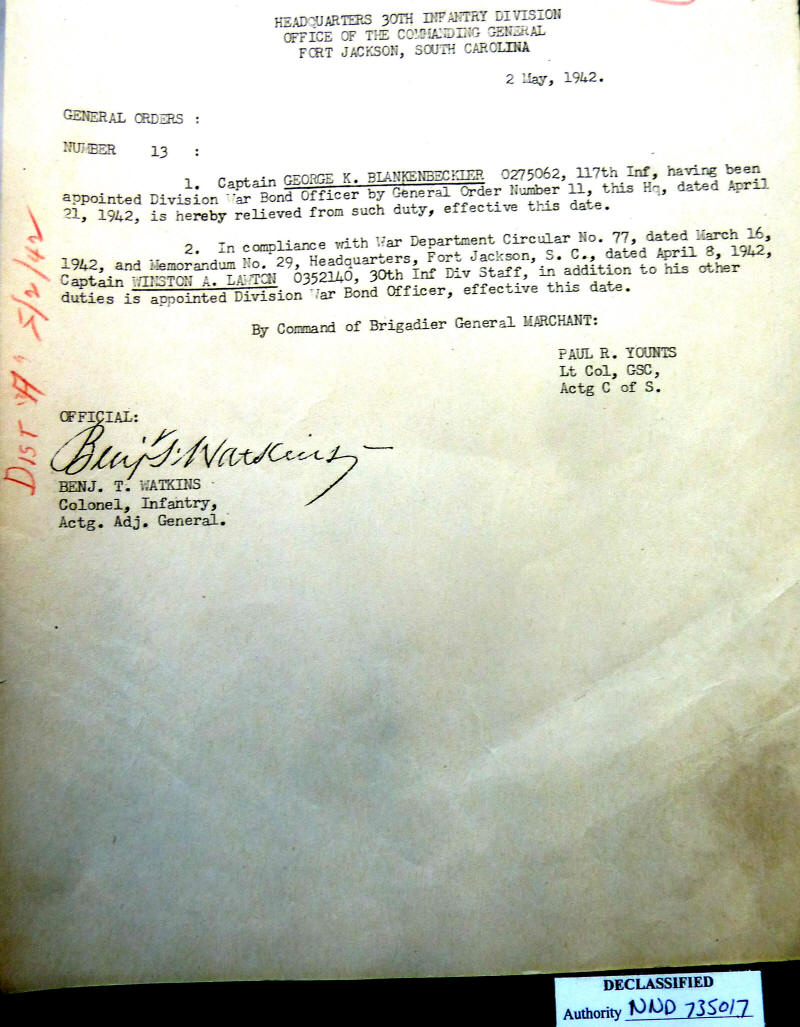 HEADQUARTERS 30TH INFANTRY DIVISION
OFFICE OF THE COMMANDING GENERAL
FORT JACKSON, SOUTH CAROLINA
2 May, 1942.
GENERAL ORDERS :
NUMBER 13 :
1. Captain GEORGE K. BLANKENBECKIER 0275062, 117th Inf, having been
appointed Division War Bond Officer by General Order Number 11, this Hq, dated April
21, 1942, is hereby relieved from such duty, effective this date.
2. In compliance with War Department Circular No. 77, dated March 16,
1942, and Memorandum No. 29, Headquarters, Fort Jackson, S. C., dated April 8, 1942,
Captain WINSTON A. LAWTON 0352140, 30th Inf Div Staff, in addition to his other
duties is appointed Division War Bond Officer, effective this date.
By Command of Brigadier General MARCHANT:
PAUL R. YOUNTS
Lt Col, GSC,
Actg C of S.
OFFICIAL:
Benj. T. Watkins
BENJ. T. WATKINS
Colonel, Infantry,
Actg. Adj. General.
DIST "A" 5/2/42
DECLASSIFIED
Authority NND 735017